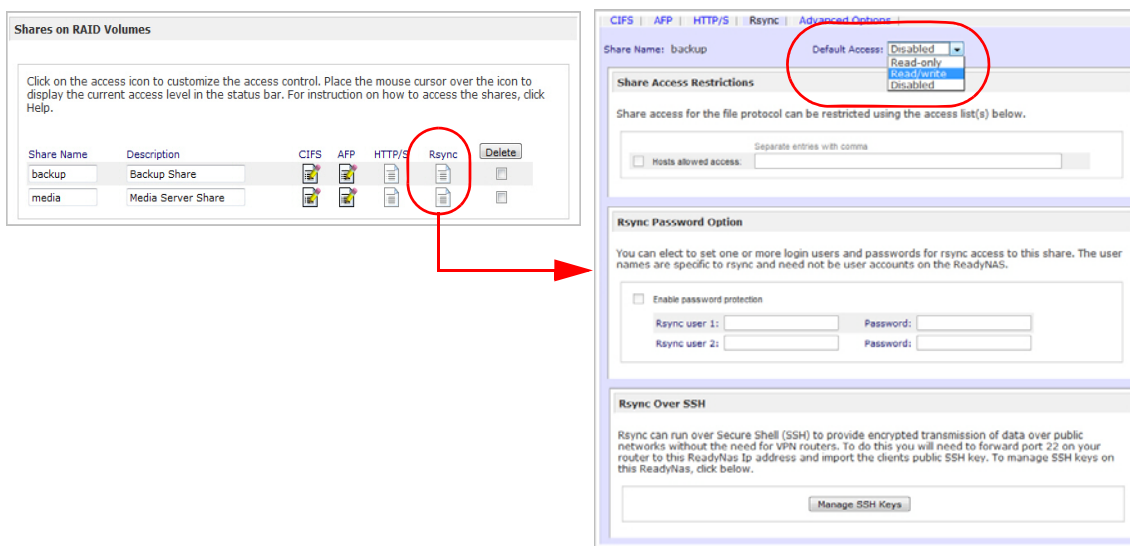 Shares on RAID Volumes
Click on the access icon to customize the access control. Place the mouse cursor over the icon to
display the current access level in the status bar. For instruction on how to access the shares, click
Help.
Share Name Description CIFS AFP HTTP/S Rsync Delete
backup Backup Share
media Media Server Share
CIFS | AFP | HTTP/S | Rsync | Advanced Options |
Share Name: backup Default Access: Disabled
Read-only
Read/write
Disabled
Share Access Restrictions
Share access for the file protocol can be restricted using the access list(s) below.
Separate entries with comma
Hosts allowed access:
Rsync Password Option
You can elect to set one or more login users and passwords for rsync access to this share. The user
names are specific to rsync and need not be user accounts on the ReadyNAS.
Enable password protection
Rsync user 1: Password:
Rsync user 2: Password:
Rsync Over SSH
Rsync can run over Secure Shell (SSH) to provide encrypted transmission of data over public
networks without the need for VPN routers. To do this you will need to forward port 22 on your
router to this ReadyNas Ip address and import the clients public SSH key. To manage SSH keys on
this ReadyNas, click below.
Manage SSH Keys